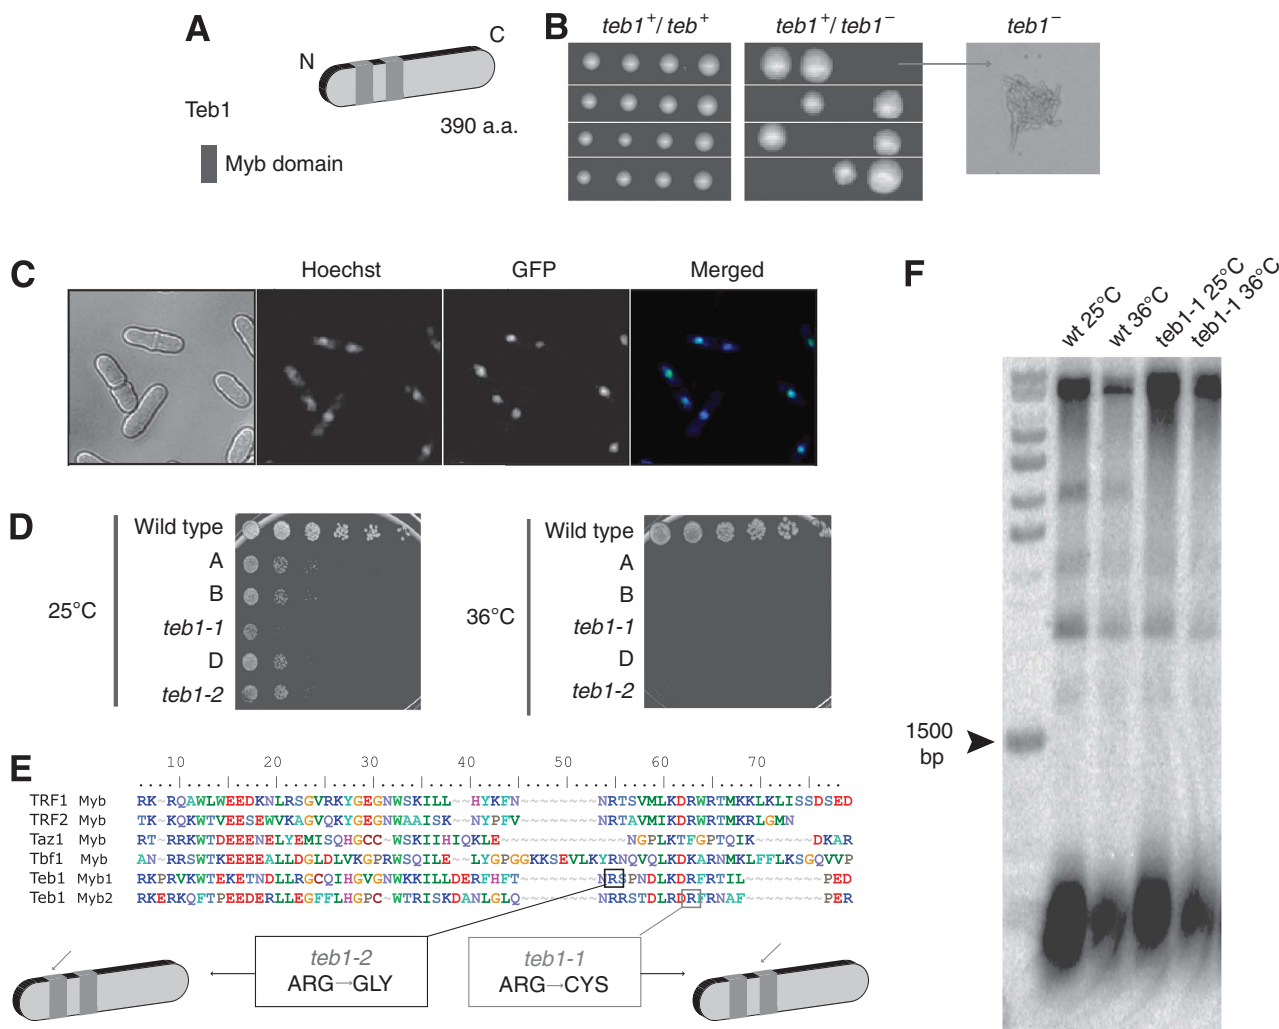 A
N
C
Teb1
390 a.a.
Myb domain
B
teb1⁺/ teb⁺
teb1⁺/ teb1⁻
teb1⁻
C
Hoechst
GFP
Merged
D
25°C
Wild type
A
B
teb1-1
D
teb1-2
36°C
Wild type
A
B
teb1-1
D
teb1-2
E
10 20 30 40 50 60 70
TRF1 Myb RK~RQAWLWEEDKNLRSGVRKYGEGNWSKILL~~HYKFN~~~~~~~~NRTSVMLKDRWRTMKKLKLISSDSED
TRF2 Myb TK~KQKWTVEESEWVKAGVQKYGEGNWAAISK~~NYPFV~~~~~~~~NRTAVMIKDRWRTMKRLGMN
Taz1 Myb RT~RRKWTDEEENELYEMISQHGCC~WSKIIHIQKLE~~~~~~~~~~~~~NGPLKTFGPTQIK~~~~~~DKAR
Tbf1 Myb AN~RRSWTKEEEEALLDGLDLVKGPRWSQILE~LYGPGGKKSEVLKYRNQVQLKDKARNMKLFFLKSGQVVP
Teb1 Myb1 RKPRVKWTEKETNDLLRGCQIHGVGNWKKILLDERFHFT~~~~~~~~NRSPNDLKDRFRTIL~~~~~~~~PED
Teb1 Myb2 RKERKQFTPEEDERLLEGFFLHGPC~WTRISKDANLGLQ~~~~~~~~NRRSTDLRDRFRNAF~~~~~~~~PER
teb1-2
ARG→GLY
teb1-1
ARG→CYS
F
wt 25°C
wt 36°C
teb1-1 25°C
teb1-1 36°C
1500
bp